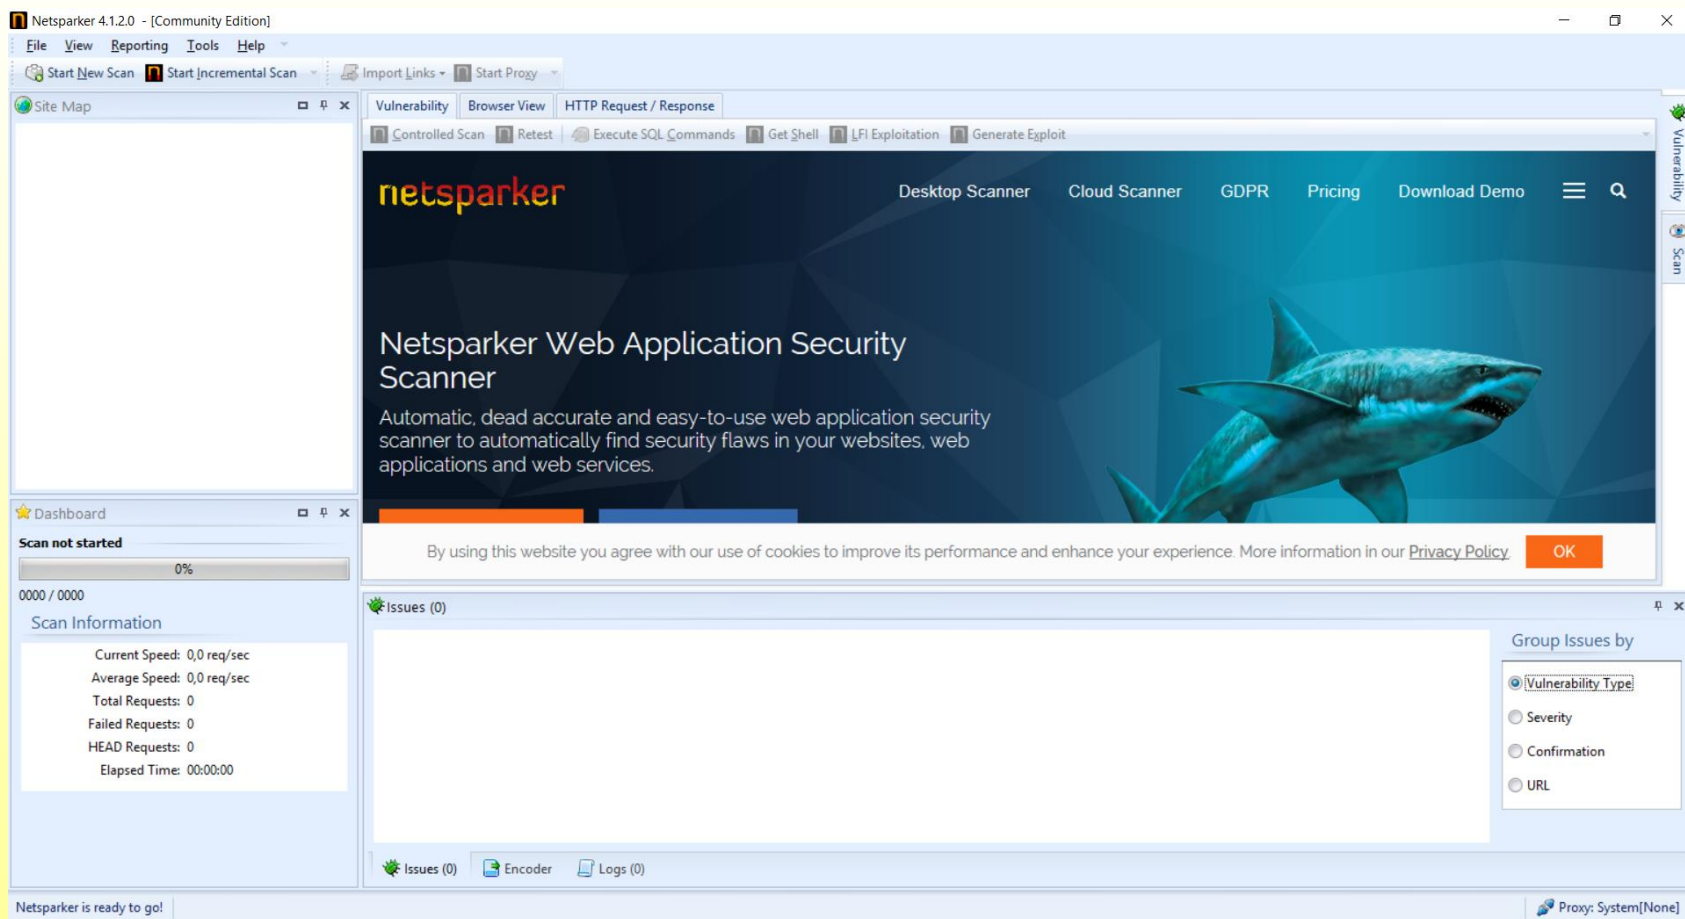 Netsparker 4.1.2.0 - [Community Edition]
File View Reporting Tools Help
Start New Scan Start Incremental Scan Import Links Start Proxy
Site Map
Vulnerability Browser View HTTP Request / Response
Controlled Scan Retest Execute SQL Commands Get Shell LFI Exploitation Generate Exploit
netsparker
Desktop Scanner Cloud Scanner GDPR Pricing Download Demo
Netsparker Web Application Security
Scanner
Automatic, dead accurate and easy-to-use web application security
scanner to automatically find security flaws in your websites, web
applications and web services.
By using this website you agree with our use of cookies to improve its performance and enhance your experience. More information in our Privacy Policy. OK
Vulnerability
Scan
Dashboard
Scan not started
0%
0000 / 0000
Scan Information
Current Speed: 0,0 req/sec
Average Speed: 0,0 req/sec
Total Requests: 0
Failed Requests: 0
HEAD Requests: 0
Elapsed Time: 00:00:00
Issues (0)
Group Issues by
Vulnerability Type
Severity
Confirmation
URL
Issues (0) Encoder Logs (0)
Netsparker is ready to go!
Proxy: System[None]